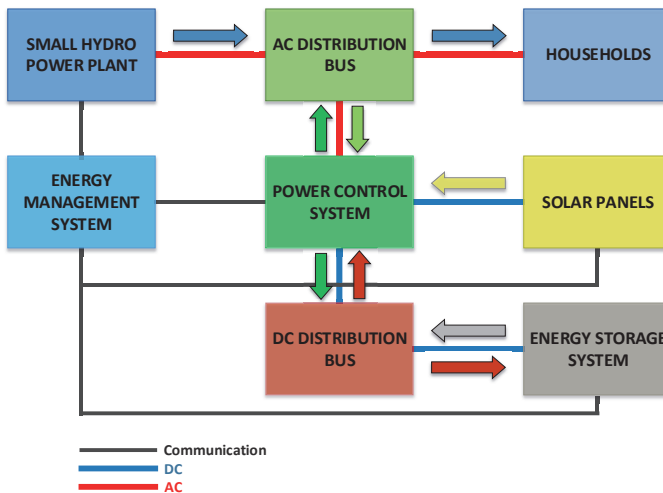 SMALL HYDRO
POWER PLANT
AC DISTRIBUTION
BUS
HOUSEHOLDS
ENERGY
MANAGEMENT
SYSTEM
POWER CONTROL
SYSTEM
SOLAR PANELS
DC DISTRIBUTION
BUS
ENERGY STORAGE
SYSTEM
Communication
DC
AC